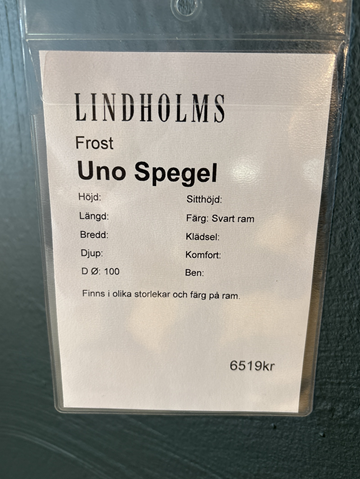 LINDHOLMS
Frost
Uno Spegel
Höjd: Sitthöjd:
Längd: Färg: Svart ram
Bredd: Klädsel:
Djup: Komfort:
D Ø: 100 Ben:
Finns i olika storlekar och färg på ram.
6519kr